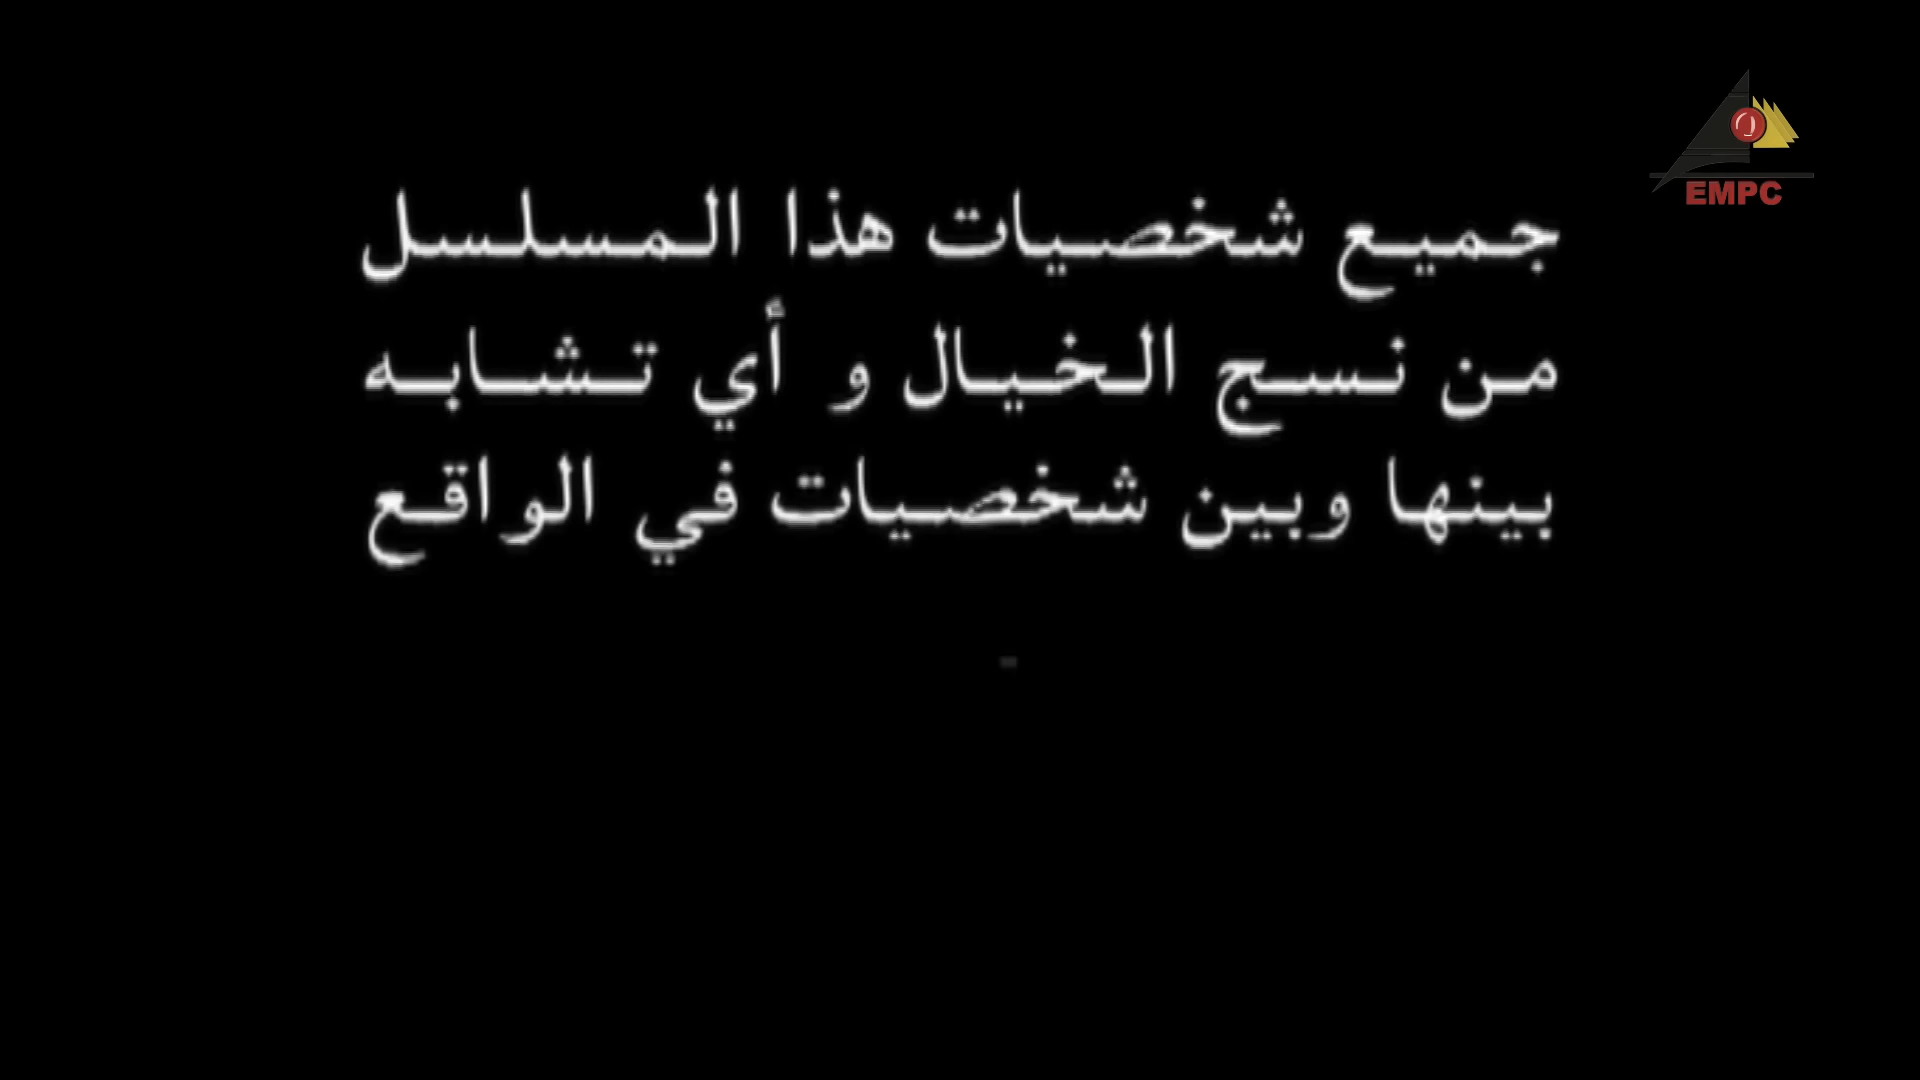 جميع شخصيات هذا المسلسل
من نسج الخيال و أي تشابه
بينها وبين شخصيات في الواقع
EMPC